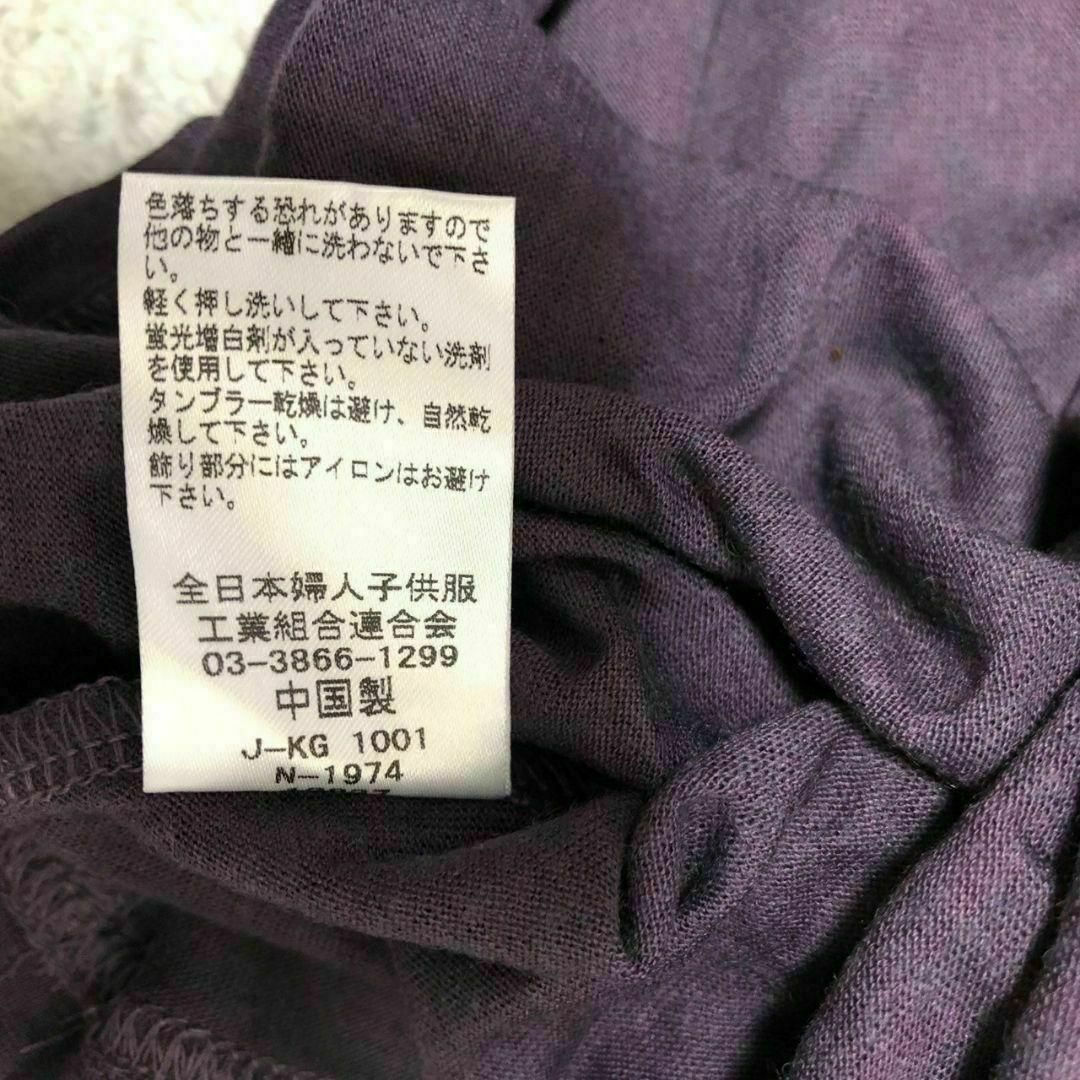 色落ちする恐れがありますので
他の物と一緒に洗わないで下さ
い。
軽く押し洗いして下さい。
蛍光増白剤が入っていない洗剤
を使用して下さい。
タンブラー乾燥は避け、自然乾
燥して下さい。
飾り部分にはアイロンはお避け
下さい。
全日本婦人子供服
工業組合連合会
03-3866-1299
中国製
J-KG 1001
N-1974